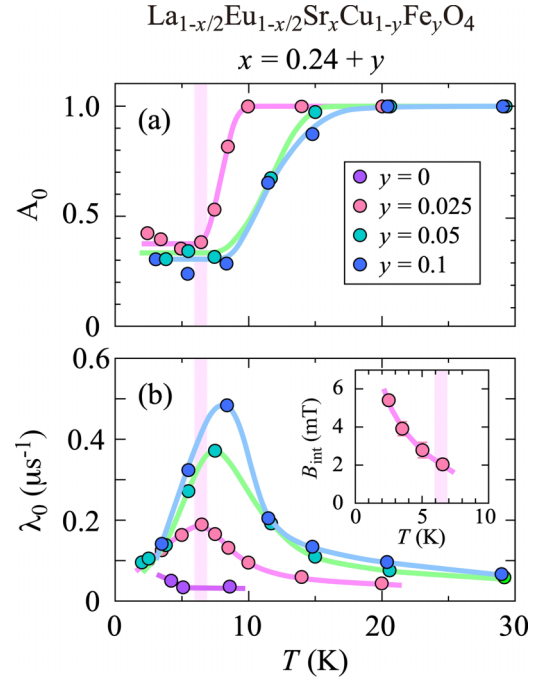 La₁₋ₓ/₂Eu₁₋ₓ/₂SrₓCu₁₋yFeyO₄
x = 0.24 + y
(a)
A₀
1.0
0.5
0
y = 0
y = 0.025
y = 0.05
y = 0.1
(b)
λ₀ (μs⁻¹)
0.6
0.4
0.2
0
Bint (mT)
6
4
2
0
0 5 10
T (K)
0 10 20 30
T (K)